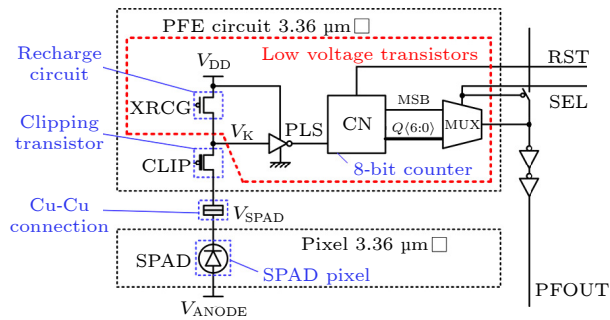 PFE circuit 3.36 μm□
Recharge
circuit
Low voltage transistors
V_DD
RST
XRCG
SEL
MSB
Clipping
transistor
V_K
PLS
CN
MUX
Q⟨6:0⟩
CLIP
8-bit counter
Cu-Cu
connection
V_SPAD
Pixel 3.36 μm□
SPAD
SPAD pixel
V_ANODE
PFOUT